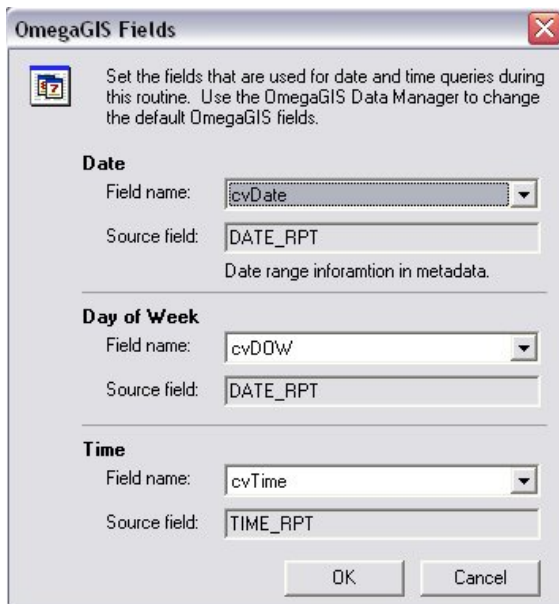 OmegaGIS Fields
Set the fields that are used for date and time queries during
this routine.  Use the OmegaGIS Data Manager to change
the default OmegaGIS fields.
Date
Field name: cvDate
Source field: DATE_RPT
Date range inforamtion in metadata.
Day of Week
Field name: cvDOW
Source field: DATE_RPT
Time
Field name: cvTime
Source field: TIME_RPT
OK Cancel